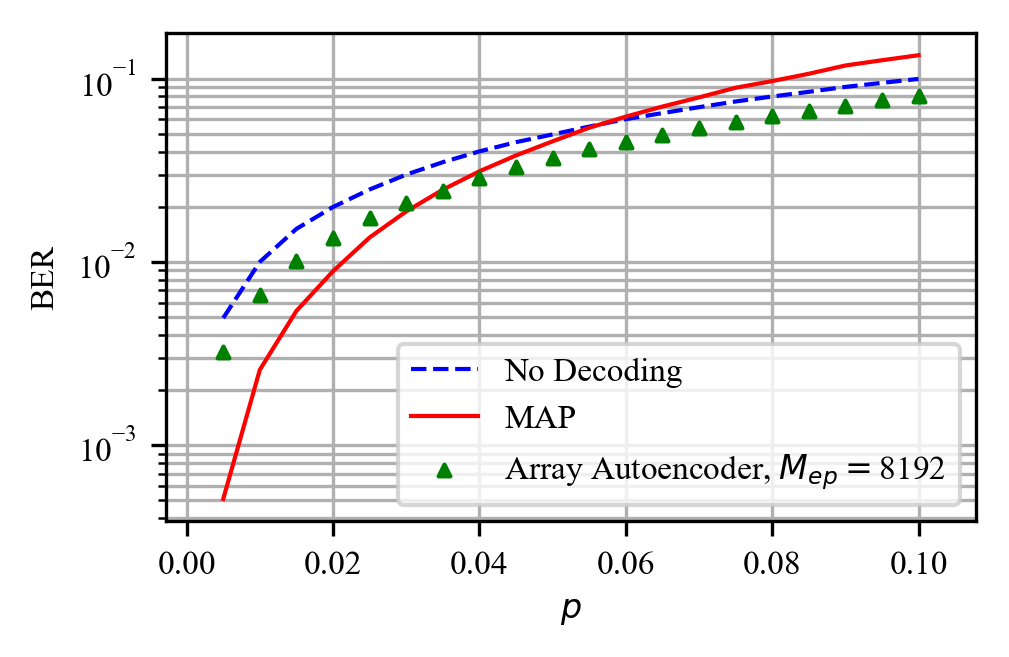 10⁻¹
10⁻²
10⁻³
BER
No Decoding
MAP
Array Autoencoder, Mₑₚ = 8192
0.00 0.02 0.04 0.06 0.08 0.10
p